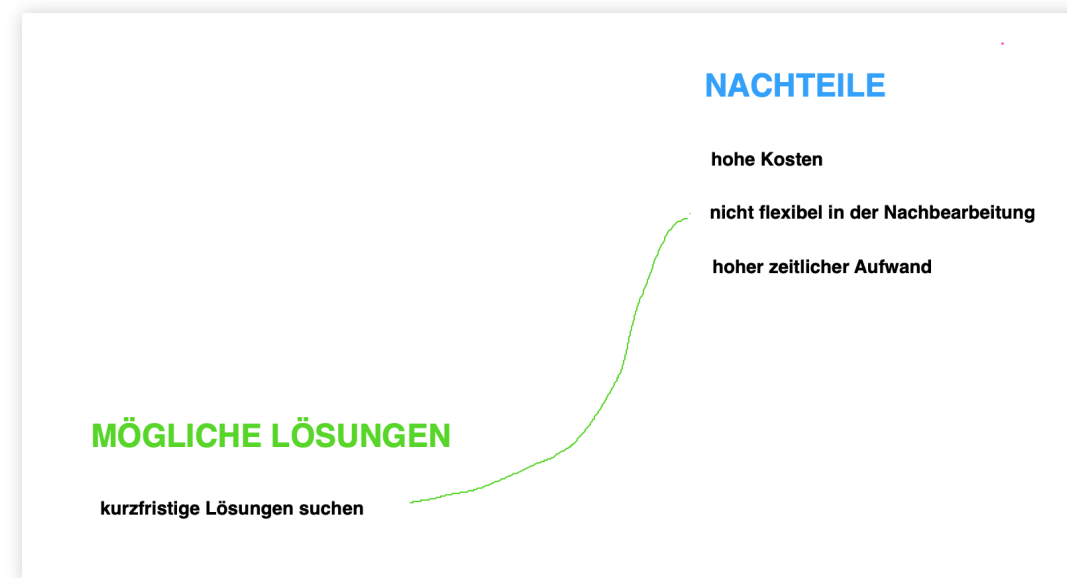 NACHTEILE
hohe Kosten
nicht flexibel in der Nachbearbeitung
hoher zeitlicher Aufwand
MÖGLICHE LÖSUNGEN
kurzfristige Lösungen suchen